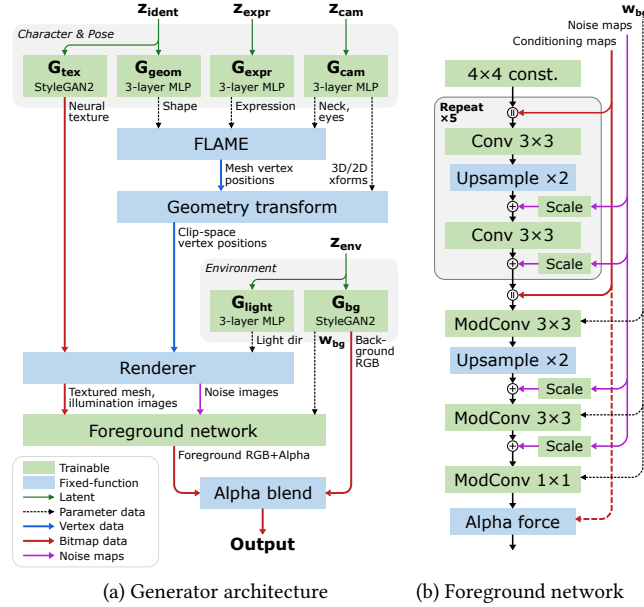 z_ident
z_expr
z_cam
Character & Pose
G_tex
StyleGAN2
G_geom
3-layer MLP
G_expr
3-layer MLP
G_cam
3-layer MLP
Neural
texture
Shape
Expression
Neck,
eyes
FLAME
Mesh vertex
positions
3D/2D
xforms
Geometry transform
Clip-space
vertex positions
z_env
Environment
G_light
3-layer MLP
G_bg
StyleGAN2
Light dir
w_bg
Back-
ground
RGB
Renderer
Textured mesh,
illumination images
Noise images
Foreground network
Foreground RGB+Alpha
Alpha blend
Output
Trainable
Fixed-function
Latent
Parameter data
Vertex data
Bitmap data
Noise maps
(a) Generator architecture
w_bg
Noise maps
Conditioning maps
4×4 const.
Repeat
×5
Conv 3×3
Upsample ×2
Scale
Conv 3×3
Scale
ModConv 3×3
Upsample ×2
Scale
ModConv 3×3
Scale
ModConv 1×1
Alpha force
(b) Foreground network